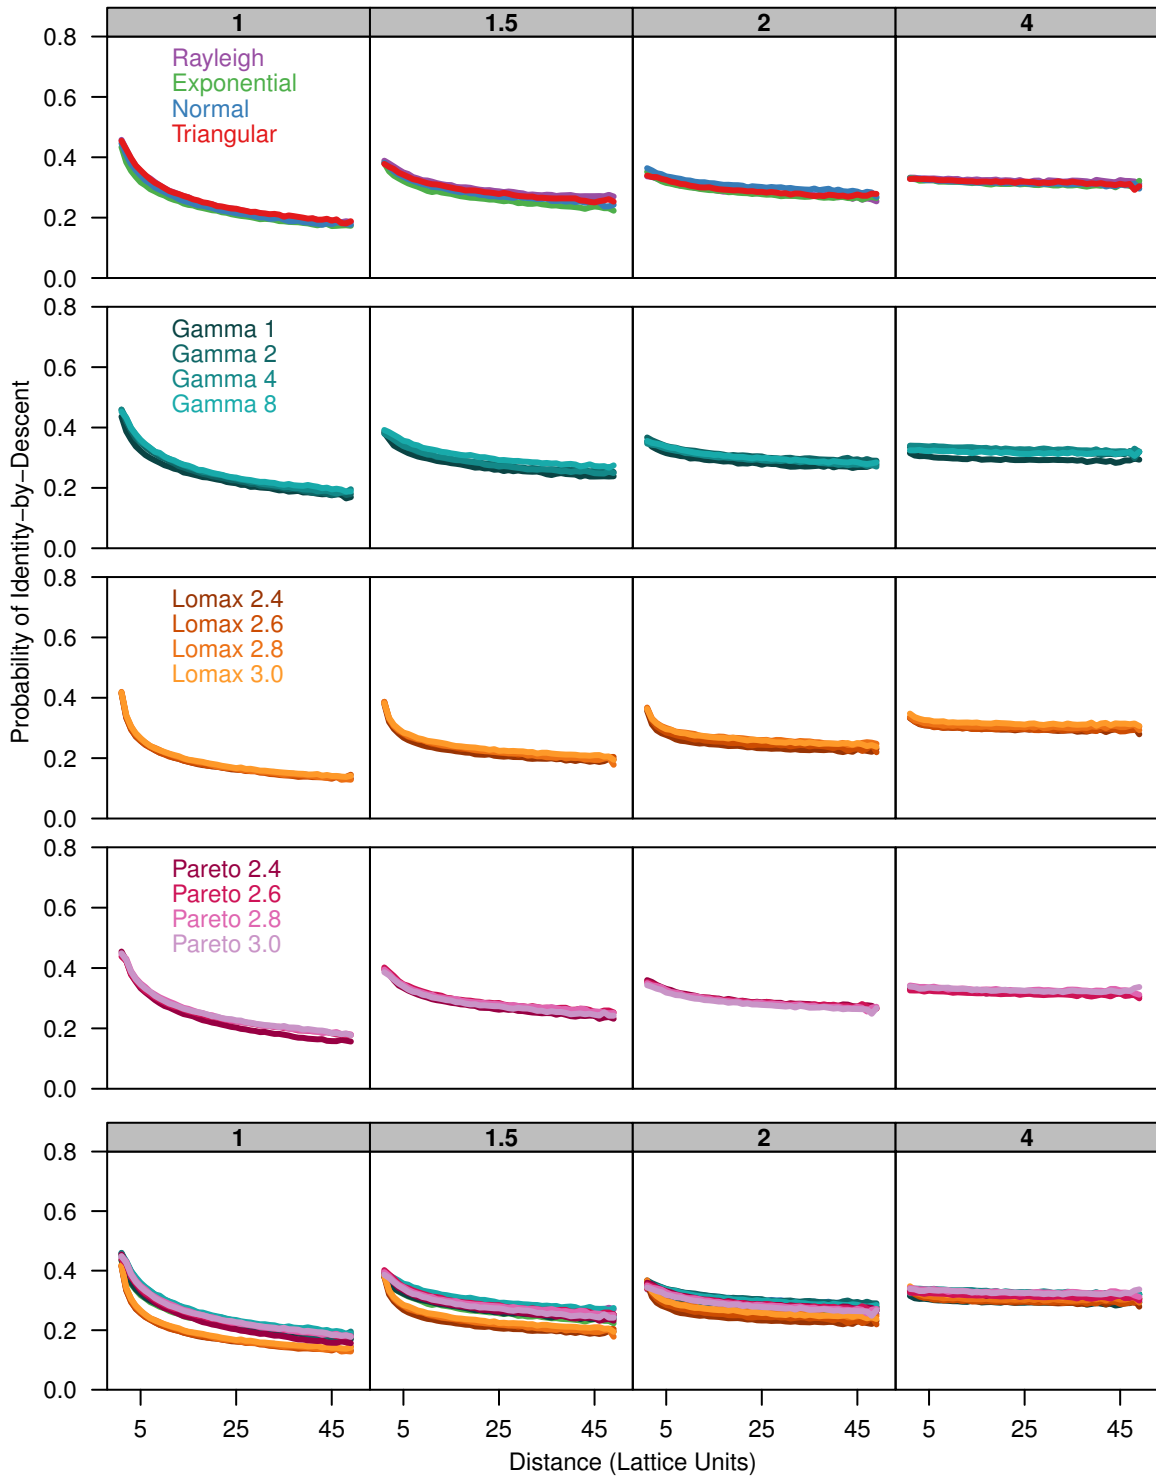 1 1.5 2 4
0.8
0.6
0.4
0.2
0.0
Rayleigh
Exponential
Normal
Triangular
0.8
0.6
0.4
0.2
0.0
Gamma 1
Gamma 2
Gamma 4
Gamma 8
Probability of Identity−by−Descent
0.8
0.6
0.4
0.2
0.0
Lomax 2.4
Lomax 2.6
Lomax 2.8
Lomax 3.0
0.8
0.6
0.4
0.2
0.0
Pareto 2.4
Pareto 2.6
Pareto 2.8
Pareto 3.0
1 1.5 2 4
0.8
0.6
0.4
0.2
0.0
5 25 45 5 25 45 5 25 45 5 25 45
Distance (Lattice Units)